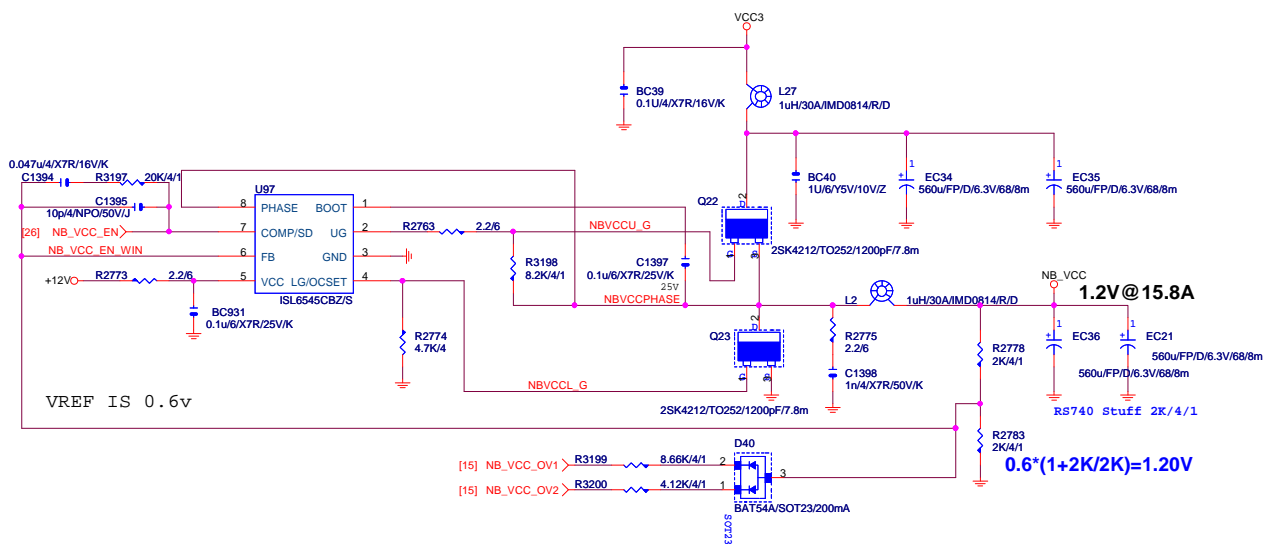 VCC3
BC39
0.1U/4/X7R/16V/K
L27
1uH/30A/IMD0814/R/D
0.047u/4/X7R/16V/K
C1394
R3197
20K/4/1
C1395
10p/4/NPO/50V/J
[26] NB_VCC_EN
NB_VCC_EN_WIN
+12V
R2773
2.2/6
BC931
0.1u/6/X7R/25V/K
U97
8 PHASE BOOT 1
7 COMP/SD UG 2
6 FB GND 3
5 VCC LG/OCSET 4
ISL6545CBZ/S
R2763
2.2/6
NBVCCU_G
R3198
8.2K/4/1
C1397
0.1u/6/X7R/25V/K
25V
NBVCCPHASE
R2774
4.7K/4
NBVCCL_G
Q22
2
D
G
S
2SK4212/TO252/1200pF/7.8m
BC40
1U/6/Y5V/10V/Z
1
EC34
560u/FP/D/6.3V/68/8m
1
EC35
560u/FP/D/6.3V/68/8m
Q23
2
D
G
S
2SK4212/TO252/1200pF/7.8m
L2
1uH/30A/IMD0814/R/D
R2775
2.2/6
C1398
1n/4/X7R/50V/K
NB_VCC
1.2V@15.8A
R2778
2K/4/1
1
EC36
560u/FP/D/6.3V/68/8m
1
EC21
560u/FP/D/6.3V/68/8m
RS740 Stuff 2K/4/1
R2783
2K/4/1
0.6*(1+2K/2K)=1.20V
VREF IS 0.6v
[15] NB_VCC_OV1
R3199
8.66K/4/1
[15] NB_VCC_OV2
R3200
4.12K/4/1
D40
2
1
3
BAT54A/SOT23/200mA
SOT23